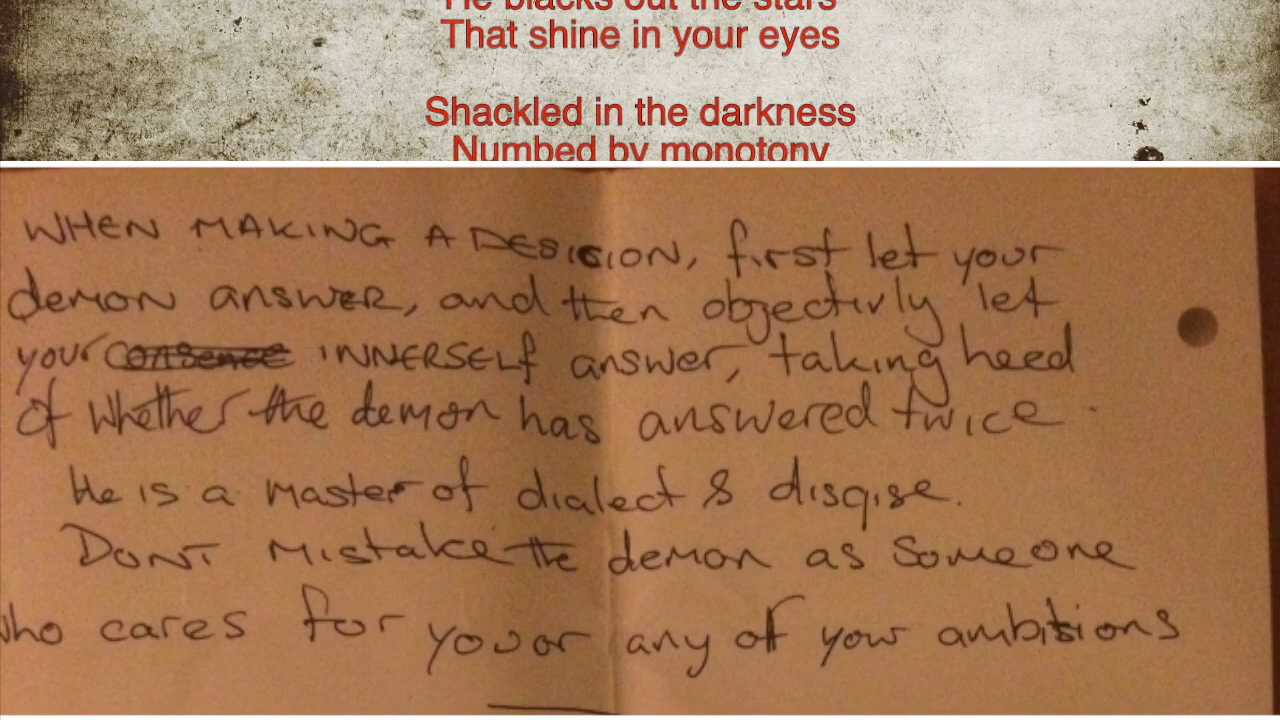 He blacks out the stars
That shine in your eyes
Shackled in the darkness
Numbed by monotony
WHEN MAKING A DESICION, first let your
demon answer, and then objectivly let
your consence INNERSELf answer, taking heed
of whether the demon has answered twice.
He is a master of dialect & disgise.
DONT Mistake the demon as someone
who cares for you or any of your ambitions